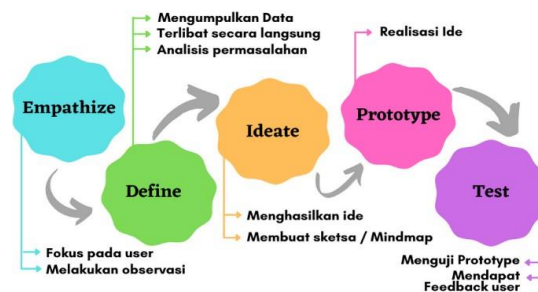 Empathize
Fokus pada user
Melakukan observasi
Define
Mengumpulkan Data
Terlibat secara langsung
Analisis permasalahan
Ideate
Menghasilkan ide
Membuat sketsa / Mindmap
Prototype
Realisasi Ide
Test
Menguji Prototype
Mendapat
Feedback user